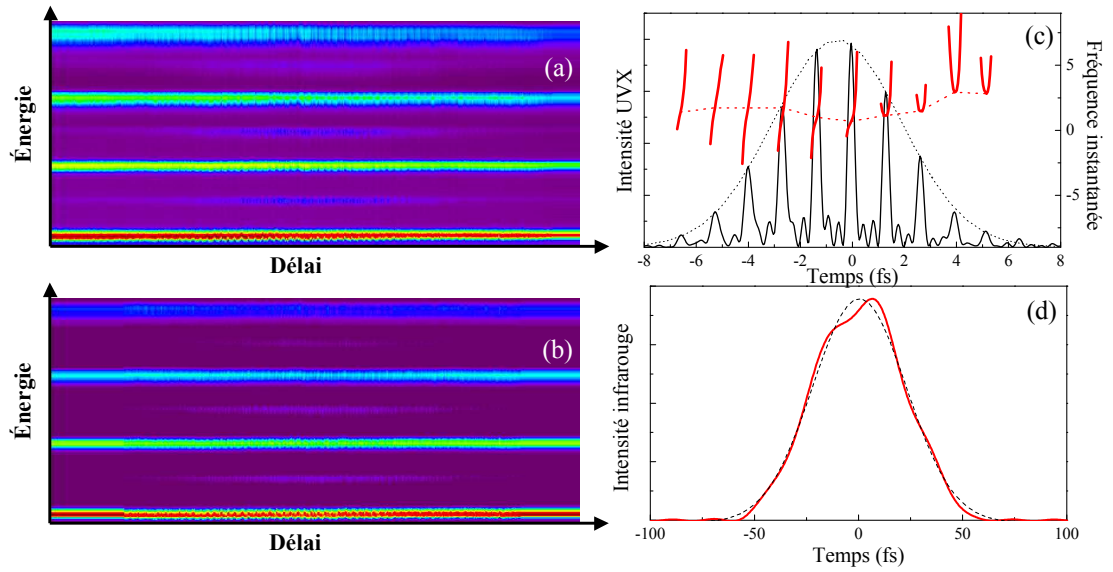 Énergie
(a)
Délai
Énergie
(b)
Délai
(c)
Intensité UVX
Fréquence instantanée
5
0
-5
-8 -6 -4 -2 0 2 4 6 8
Temps (fs)
(d)
Intensité infrarouge
-100 -50 0 50 100
Temps (fs)